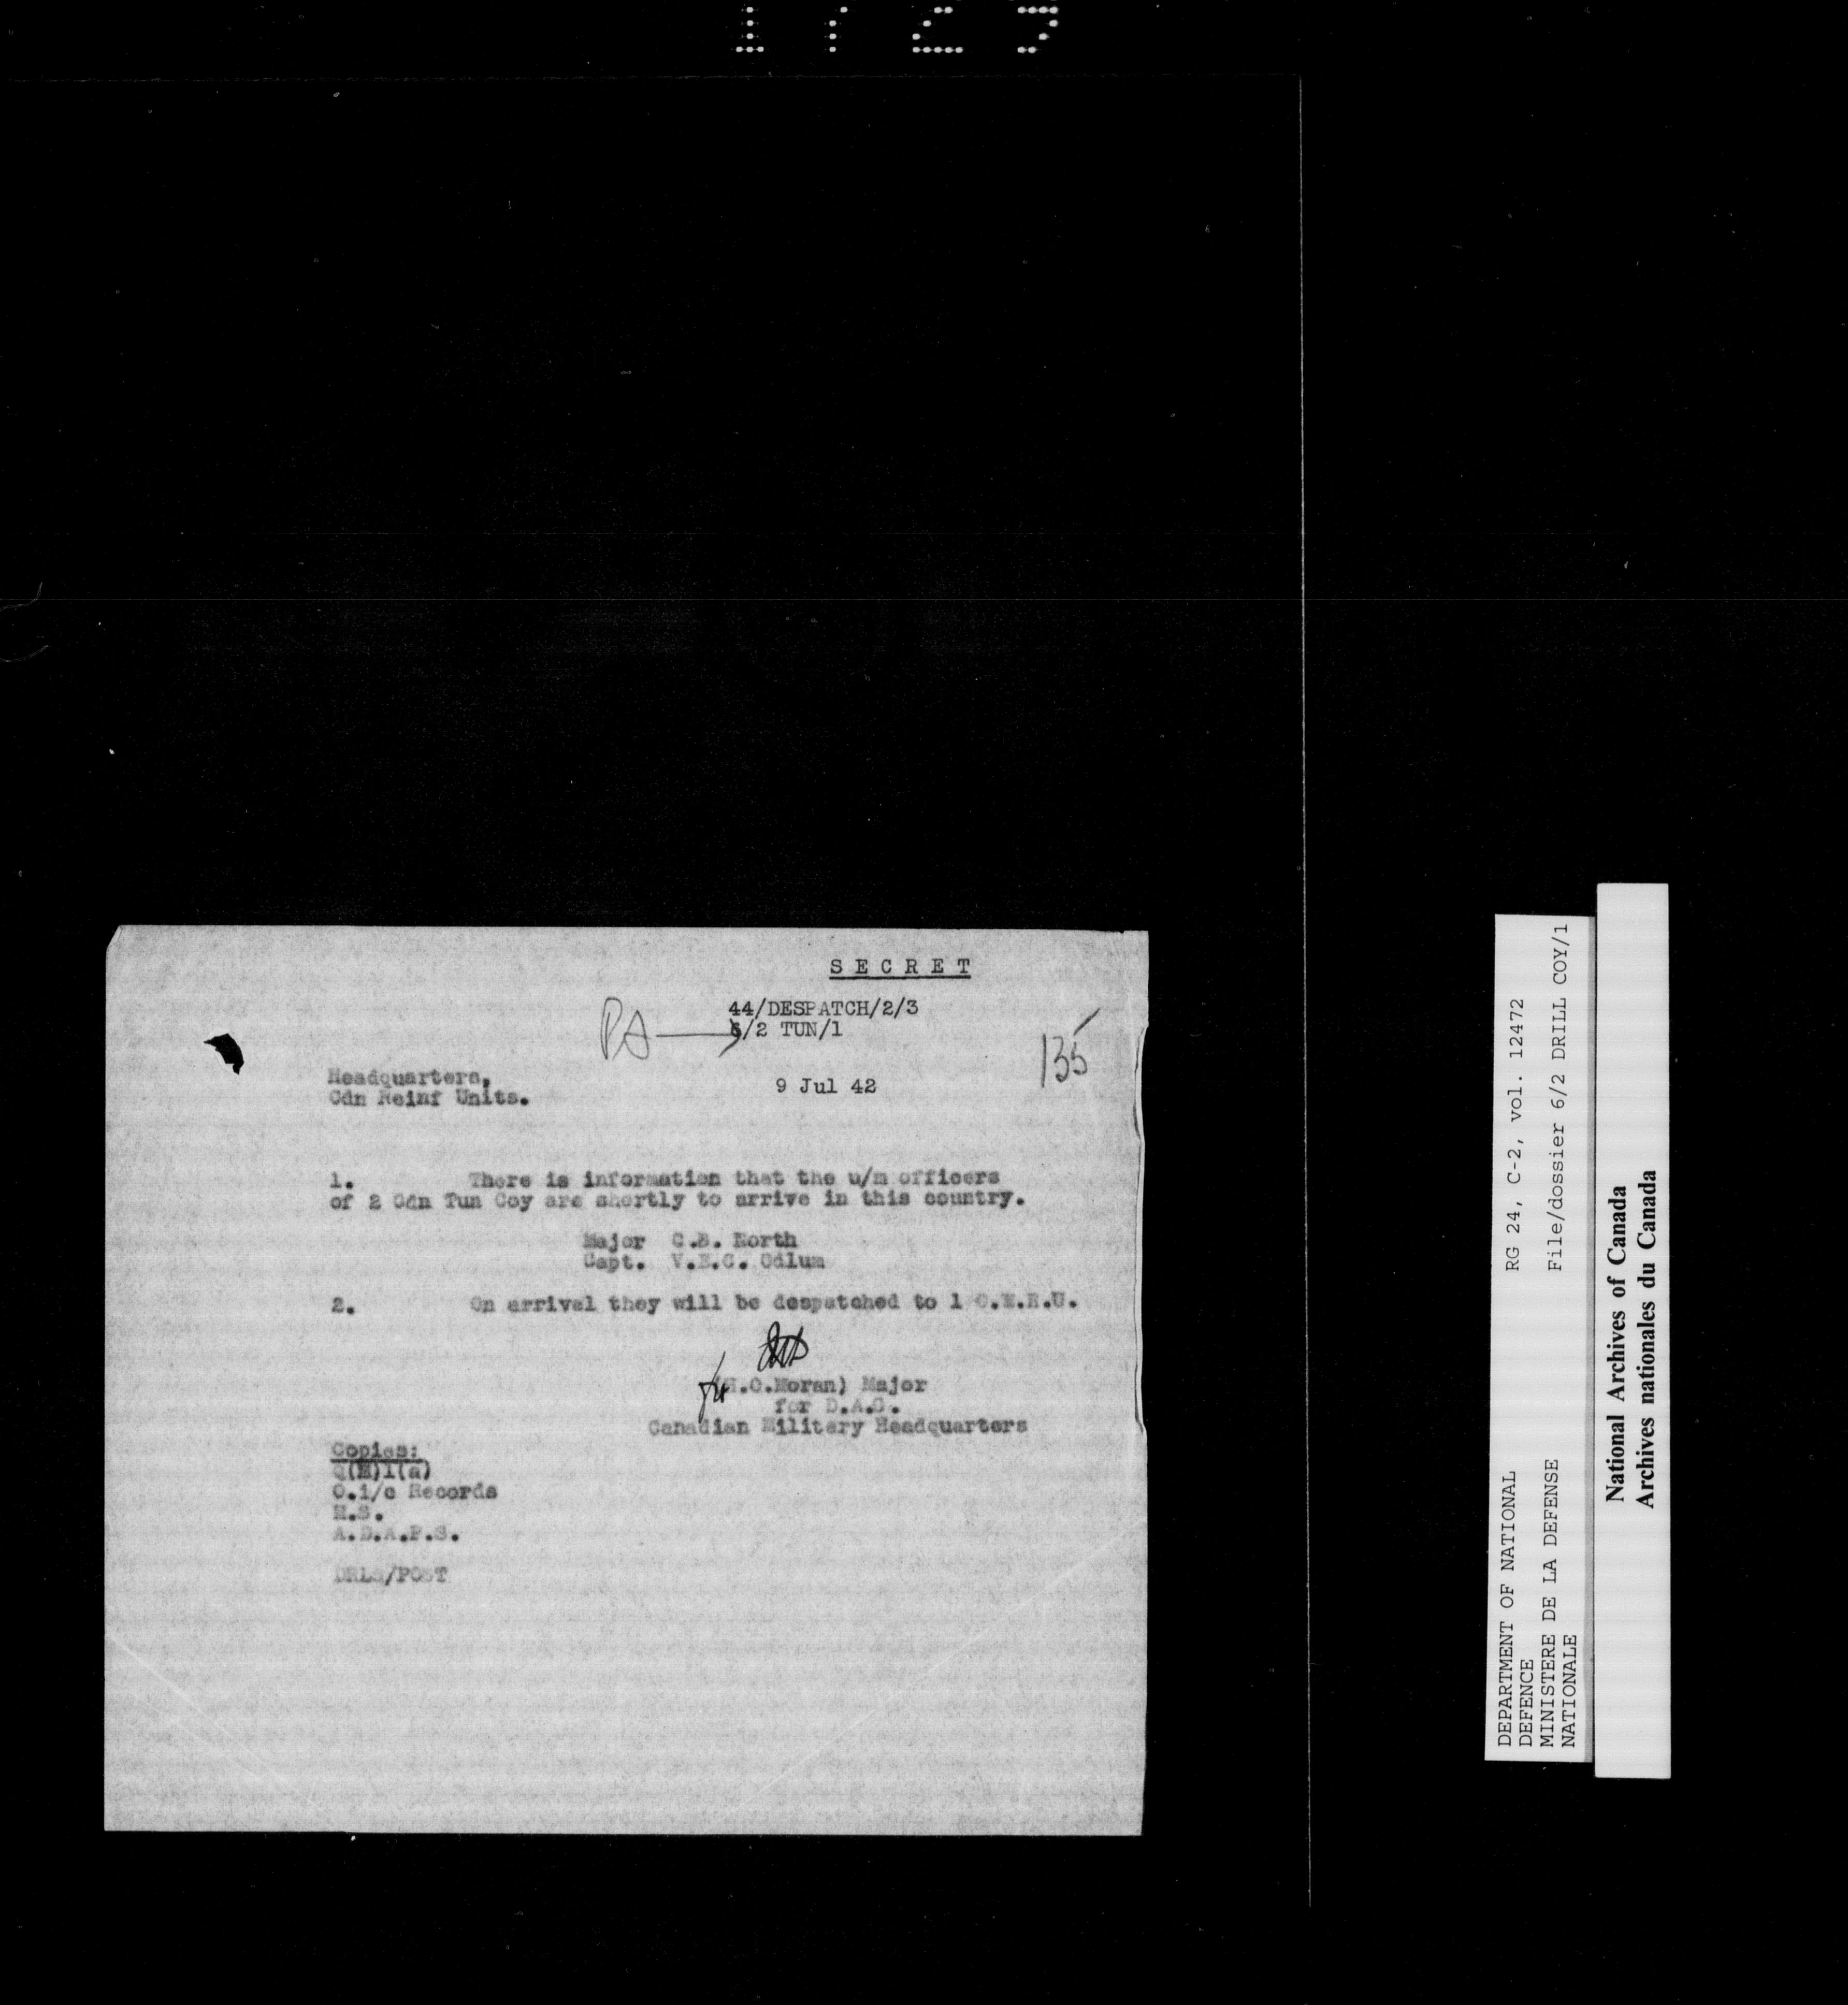 S E C R E T
44/DESPATCH/2/3
PA 6/2 TUN/1
135
Headquarters,
Cdn Reinf Units.
9 Jul 42
1. There is information that the u/m officers
of 2 Cdn Tun Coy are shortly to arrive in this country.
Major C.B. North
Capt. V.E.C. Odlum
2. On arrival they will be despatched to 1 C.E.R.U.
for
(H.O.Moran) Major
for D.A.G.
Canadian Military Headquarters
Copies:
Q(M)1(a)
O.i/c Records
M.S.
A.D.A.P.S.
DRLS/POST
DEPARTMENT OF NATIONAL
DEFENCE
MINISTERE DE LA DEFENSE
NATIONALE
RG 24, C-2, vol. 12472
File/dossier 6/2 DRILL COY/1
National Archives of Canada
Archives nationales du Canada